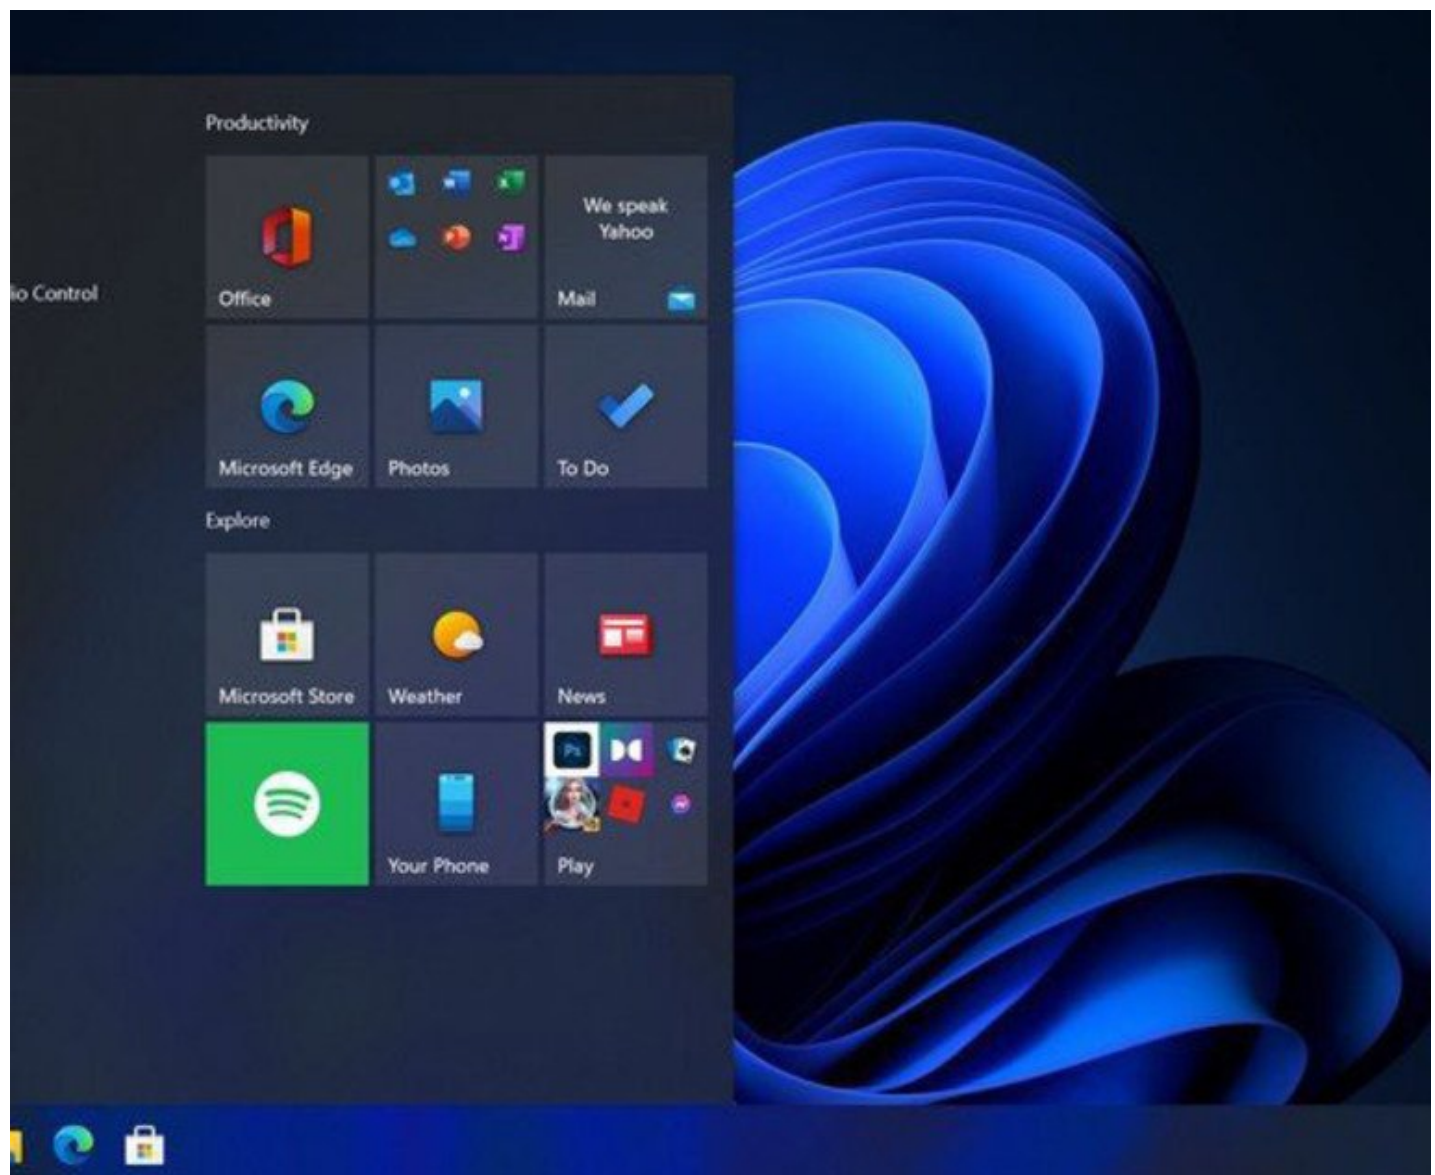 Productivity
We speak
Yahoo
Office
Mail
io Control
Microsoft Edge
Photos
To Do
Explore
Microsoft Store
Weather
News
Ps
Your Phone
Play